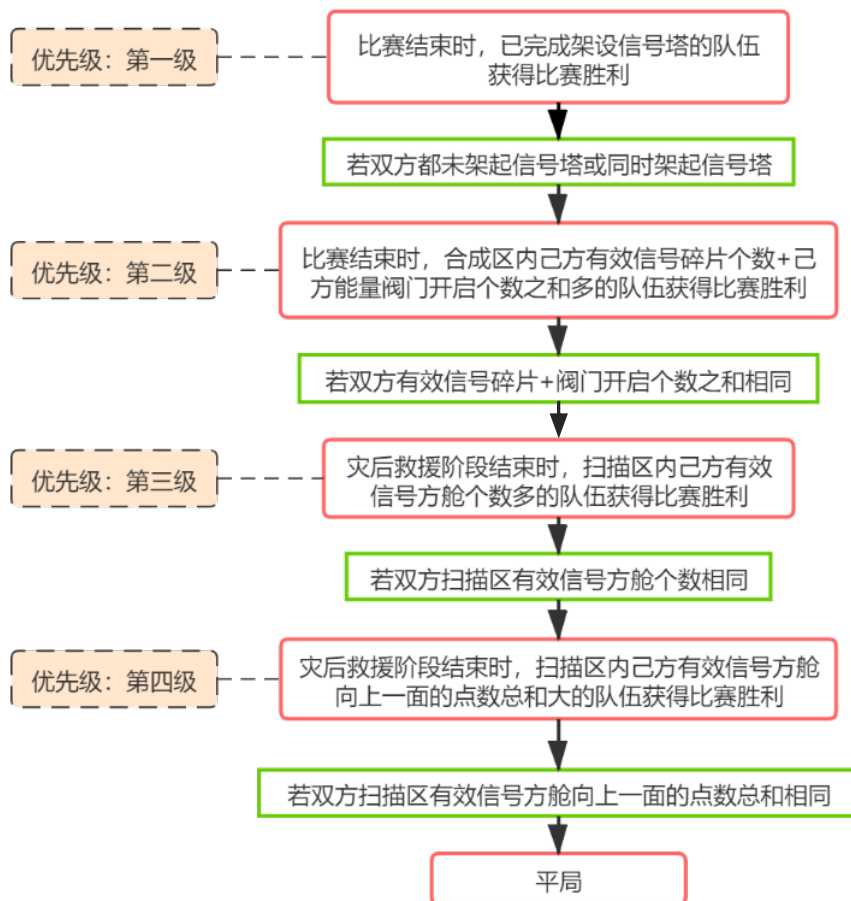 优先级：第一级
比赛结束时，已完成架设信号塔的队伍
获得比赛胜利
若双方都未架起信号塔或同时架起信号塔
优先级：第二级
比赛结束时，合成区内己方有效信号碎片个数+己
方能量阀门开启个数之和多的队伍获得比赛胜利
若双方有效信号碎片+阀门开启个数之和相同
优先级：第三级
灾后救援阶段结束时，扫描区内己方有效
信号方舱个数多的队伍获得比赛胜利
若双方扫描区有效信号方舱个数相同
优先级：第四级
灾后救援阶段结束时，扫描区内己方有效信号方舱
向上一面的点数总和大的队伍获得比赛胜利
若双方扫描区有效信号方舱向上一面的点数总和相同
平局